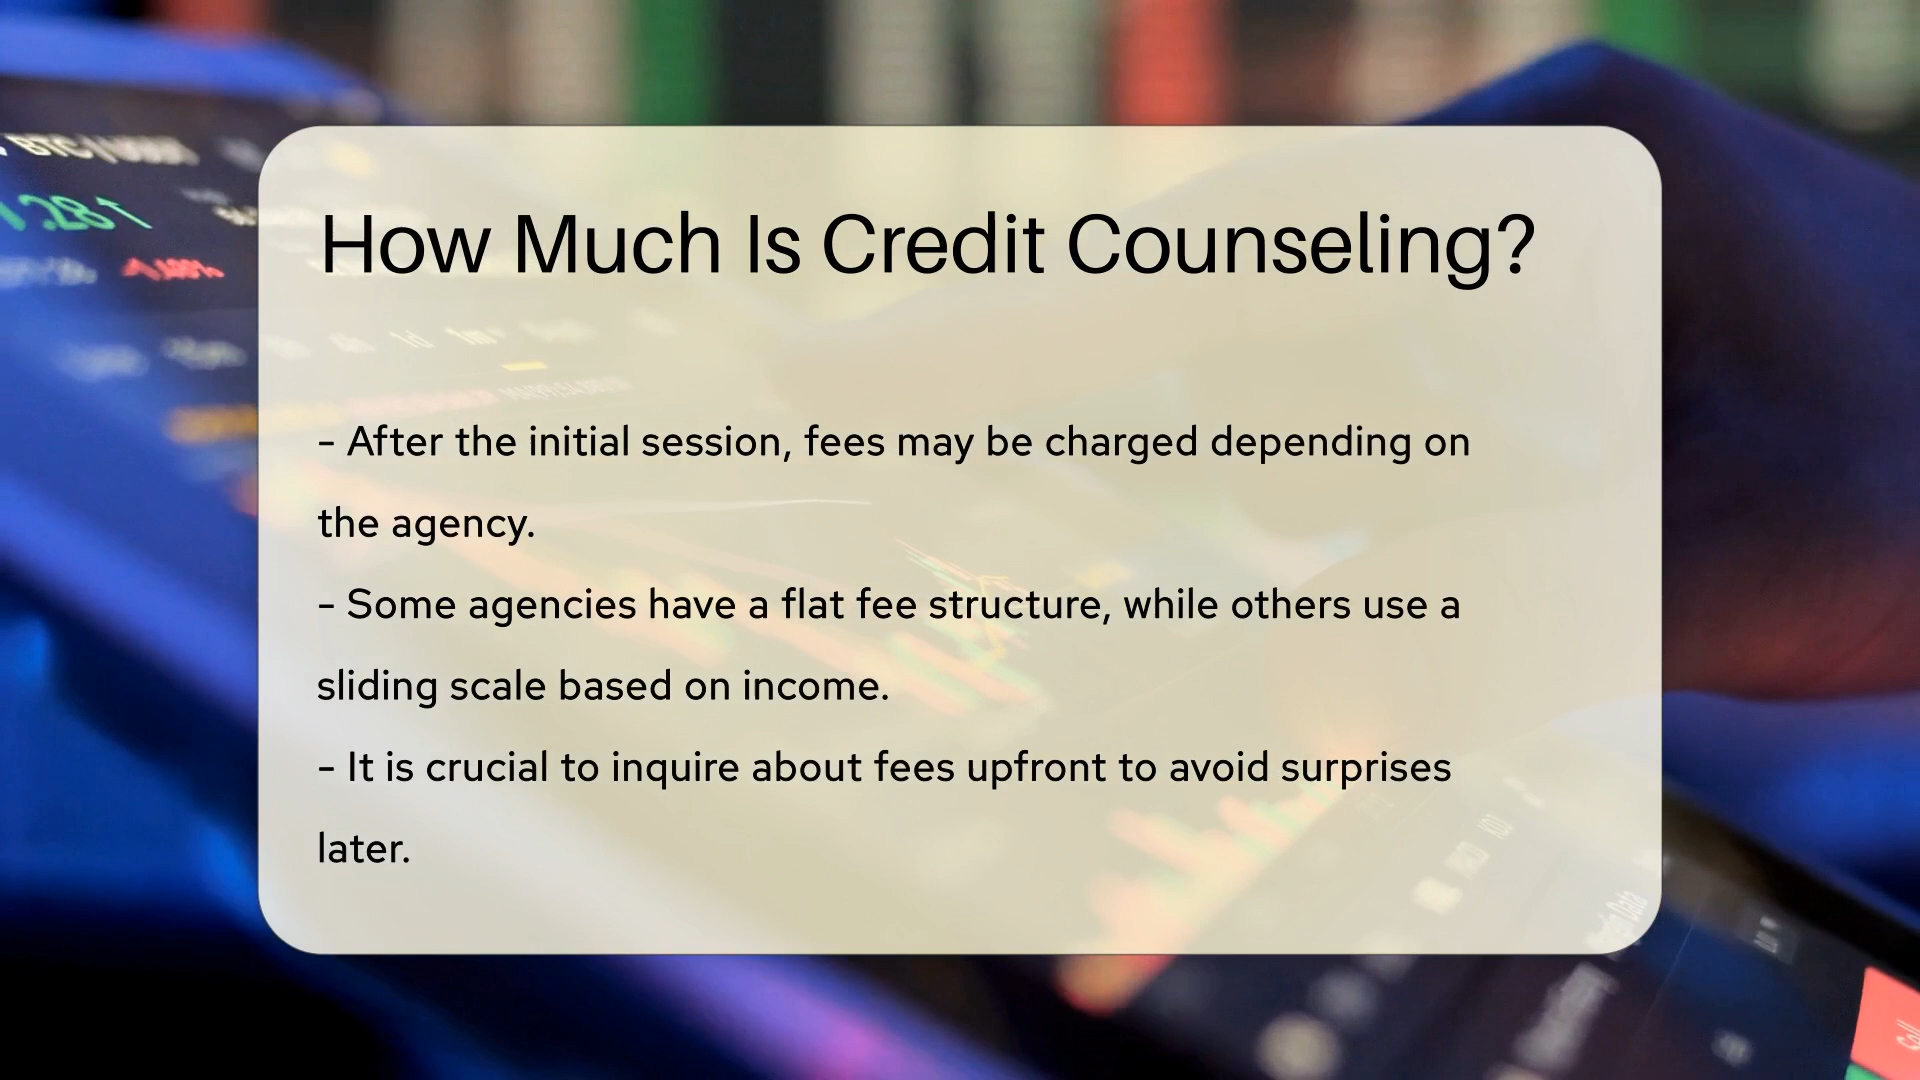 How Much Is Credit Counseling?
– After the initial session, fees may be charged depending on
the agency.
– Some agencies have a flat fee structure, while others use a
sliding scale based on income.
– It is crucial to inquire about fees upfront to avoid surprises
later.
BTC/
1d